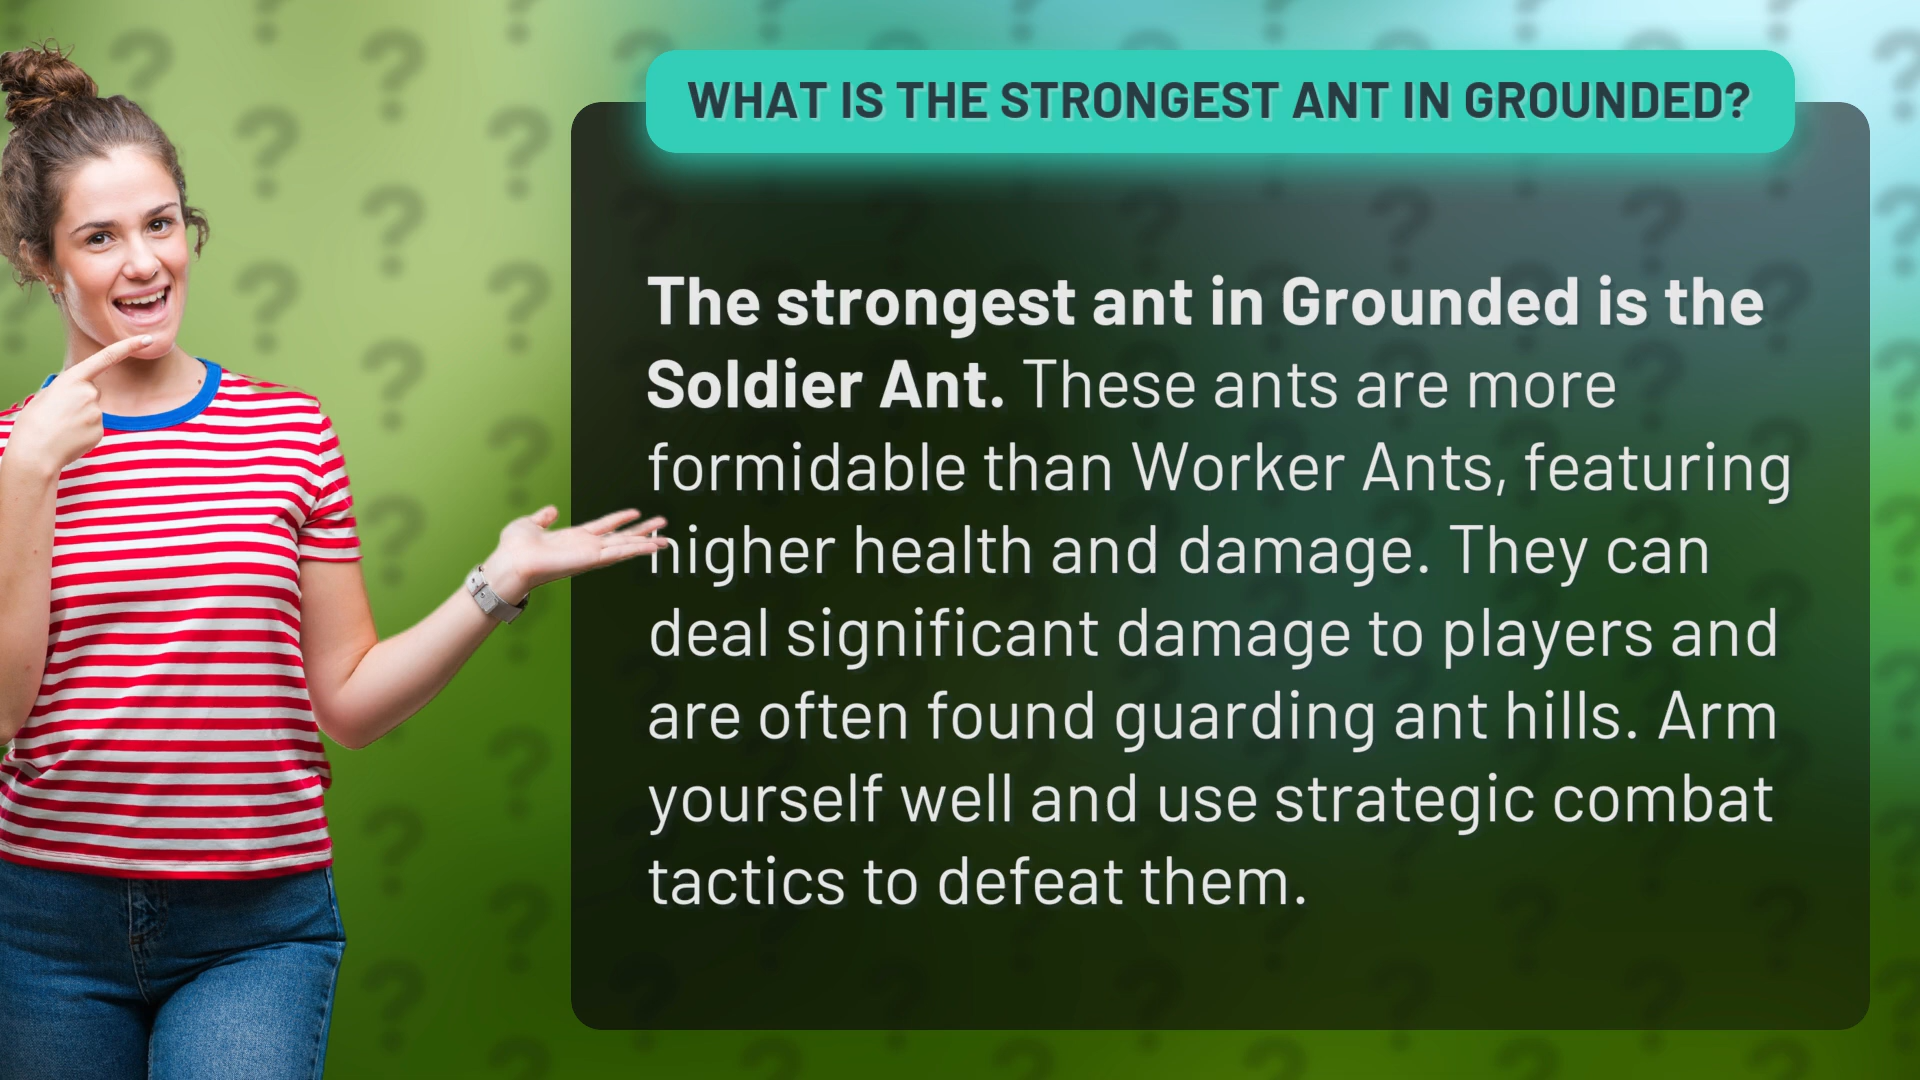 WHAT IS THE STRONGEST ANT IN GROUNDED?
The strongest ant in Grounded is the
Soldier Ant. These ants are more
formidable than Worker Ants, featuring
higher health and damage. They can
deal significant damage to players and
are often found guarding ant hills. Arm
yourself well and use strategic combat
tactics to defeat them.